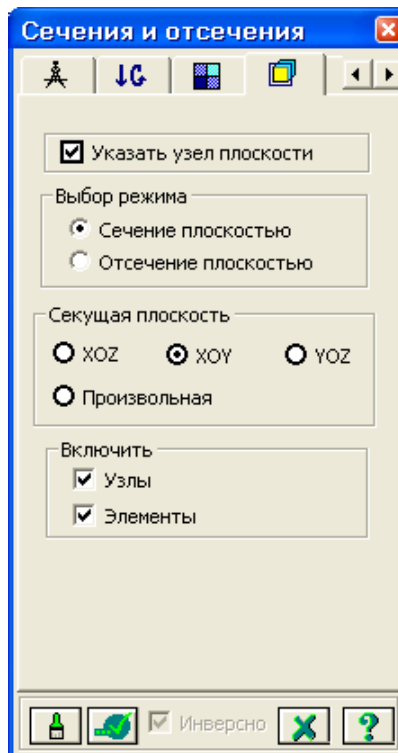 Сечения и отсечения
Указать узел плоскости
Выбор режима
Сечение плоскостью
Отсечение плоскостью
Секущая плоскость
XOZ XOY YOZ
Произвольная
Включить
Узлы
Элементы
Инверсно ?